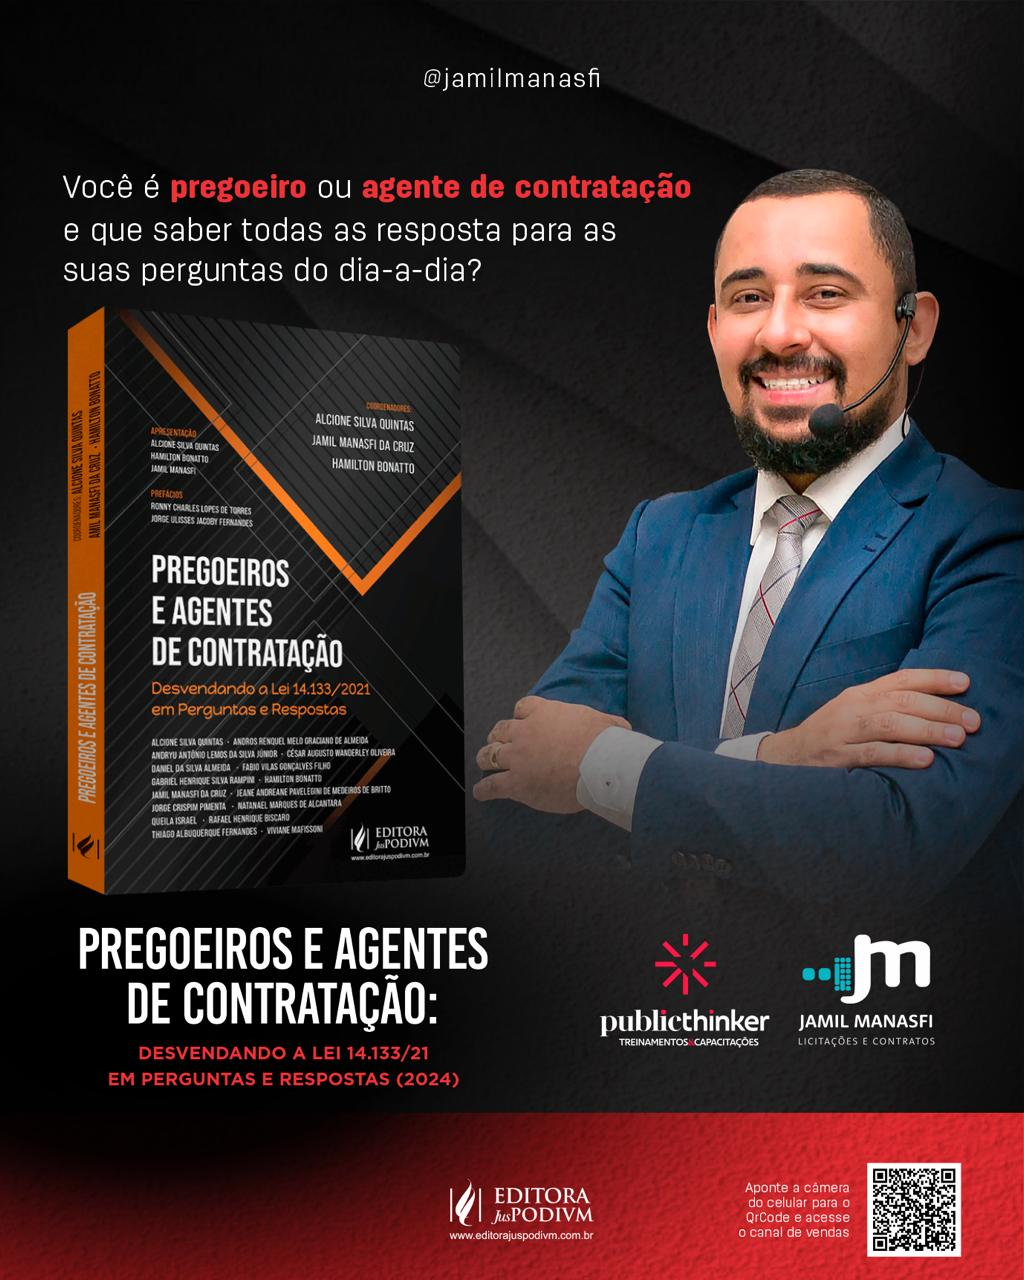 @jamilmanasfi
Você é pregoeiro ou agente de contratação
e que saber todas as resposta para as
suas perguntas do dia-a-dia?
COORDENADORES: ALCIONE SILVA QUINTAS
AMIL MANASFI DA CRUZ · HAMILTON BONATTO
PREGOEIROS E AGENTES DE CONTRATAÇÃO
COORDENADORES:
ALCIONE SILVA QUINTAS
JAMIL MANASFI DA CRUZ
HAMILTON BONATTO
APRESENTAÇÃO
ALCIONE SILVA QUINTAS
HAMILTON BONATTO
JAMIL MANASFI
PREFÁCIOS
RONNY CHARLES LOPES DE TORRES
JORGE ULISSES JACOBY FERNANDES
PREGOEIROS
E AGENTES
DE CONTRATAÇÃO
Desvendando a Lei 14.133/2021
em Perguntas e Respostas
ALCIONE SILVA QUINTAS · ANDROS RENQUEL MELO GRACIANO DE ALMEIDA
ANDRYU ANTÔNIO LEMOS DA SILVA JÚNIOR · CÉSAR AUGUSTO WANDERLEY OLIVEIRA
DANIEL DA SILVA ALMEIDA · FABIO VILAS GONÇALVES FILHO
GABRIEL HENRIQUE SILVA RAMPINI · HAMILTON BONATTO
JAMIL MANASFI DA CRUZ · JEANE ANDREANE PAVELEGINI DE MEDEIROS DE BRITTO
JORGE CRISPIM PIMENTA · NATANAEL MARQUES DE ALCANTARA
QUEILA ISRAEL · RAFAEL HENRIQUE BISCARO
THIAGO ALBUQUERQUE FERNANDES · VIVIANE MAFISSONI
EDITORA
JusPODIVM
www.editorajuspodivm.com.br
PREGOEIROS E AGENTES
DE CONTRATAÇÃO:
DESVENDANDO A LEI 14.133/21
EM PERGUNTAS E RESPOSTAS (2024)
publicthinker
TREINAMENTOS&CAPACITAÇÕES
jm
JAMIL MANASFI
LICITAÇÕES E CONTRATOS
EDITORA
JusPODIVM
www.editorajuspodivm.com.br
Aponte a câmera
do celular para o
QrCode e acesse
o canal de vendas